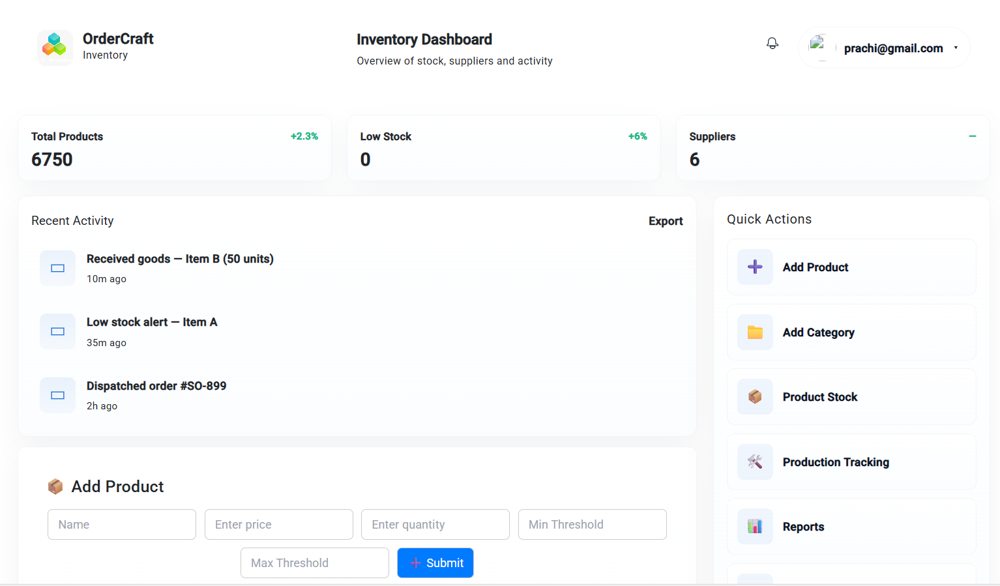 OrderCraft
Inventory
Inventory Dashboard
Overview of stock, suppliers and activity
prachi@gmail.com
Total Products
+2.3%
6750
Low Stock
+6%
0
Suppliers
—
6
Recent Activity
Export
Received goods — Item B (50 units)
10m ago
Low stock alert — Item A
35m ago
Dispatched order #SO-899
2h ago
Quick Actions
Add Product
Add Category
Product Stock
Production Tracking
Reports
Add Product
Name
Enter price
Enter quantity
Min Threshold
Max Threshold
Submit